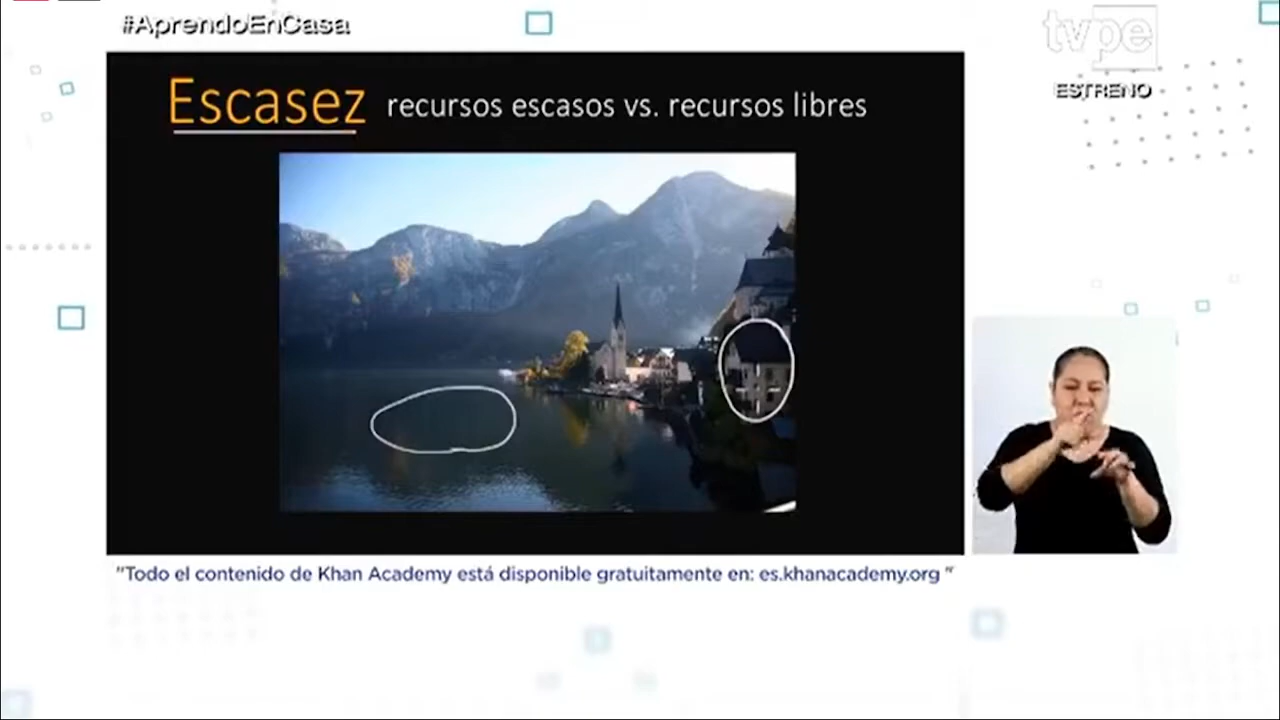 #AprendoEnCasa
tvpe
ESTRENO
Escasez recursos escasos vs. recursos libres
"Todo el contenido de Khan Academy está disponible gratuitamente en: es.khanacademy.org "